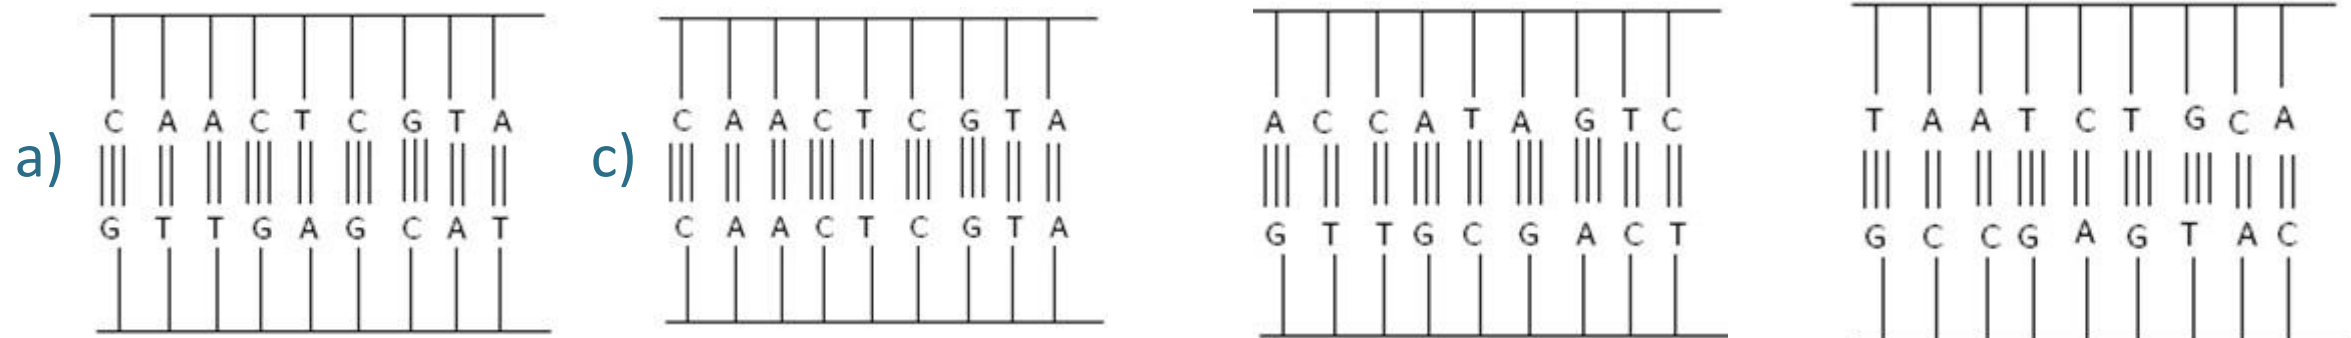 a)
C A A C T C G T A
G T T G A G C A T
c)
C A A C T C G T A
C A A C T C G T A
A C C A T A G T C
G T T G C G A C T
T A A T C T G C A
G C C G A G T A C